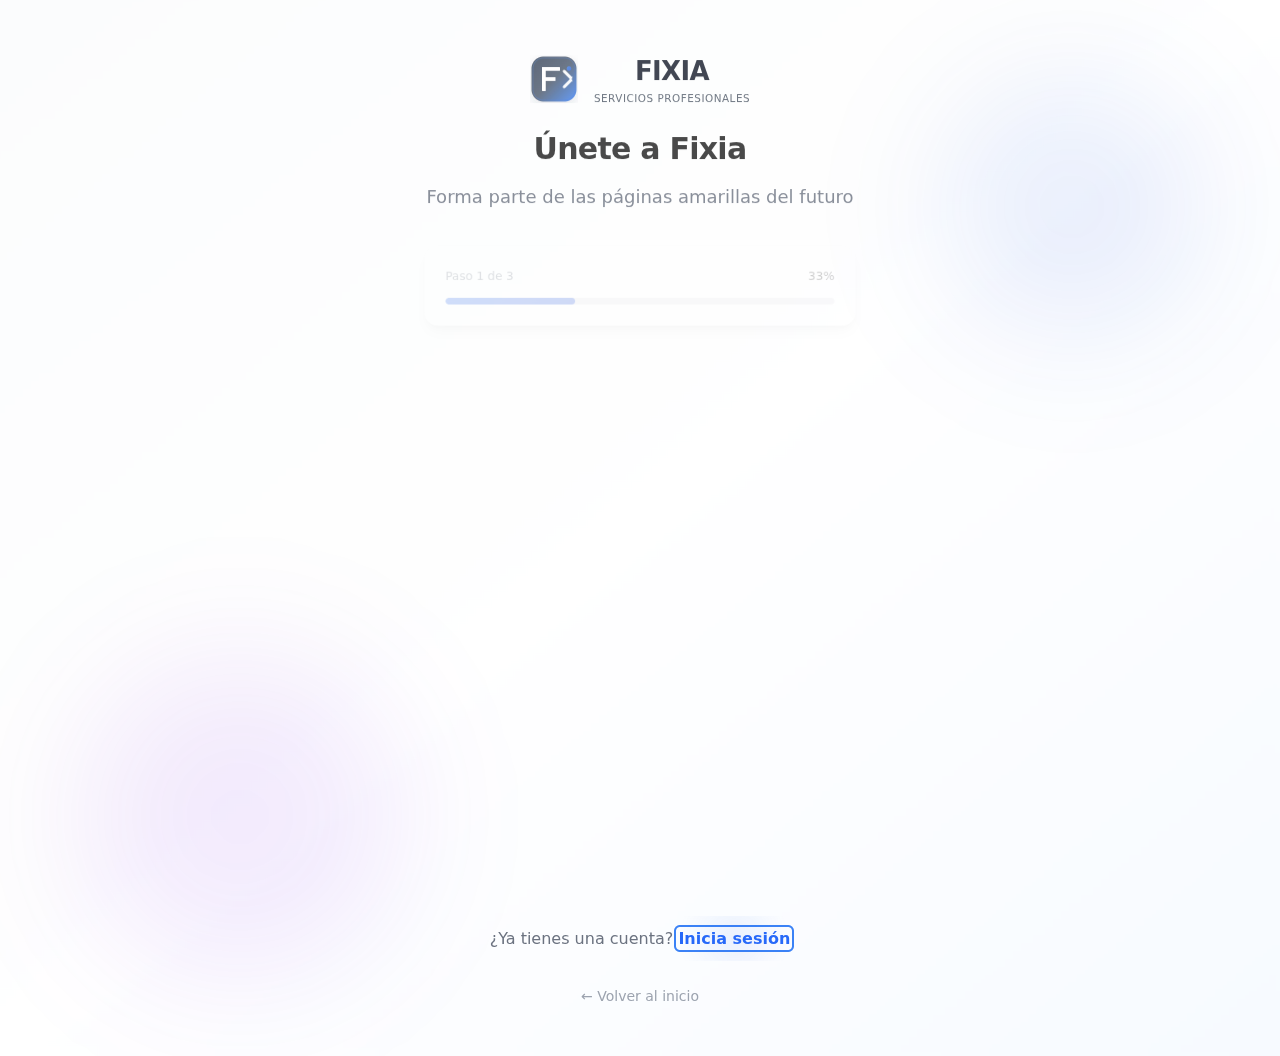 FIXIA
SERVICIOS PROFESIONALES
Únete a Fixia
Forma parte de las páginas amarillas del futuro
Paso 1 de 3 33%
¿Ya tienes una cuenta? Inicia sesión
← Volver al inicio